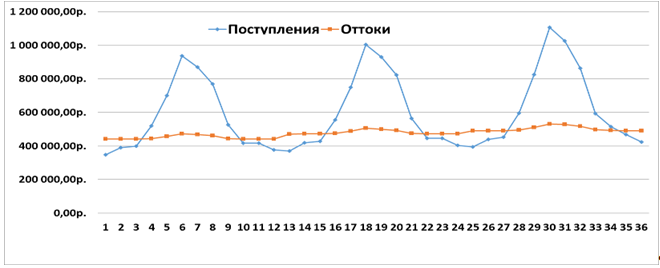 1 200 000,00р.
Поступления Оттоки
1 000 000,00р.
800 000,00р.
600 000,00р.
400 000,00р.
200 000,00р.
0,00р.
1 2 3 4 5 6 7 8 9 10 11 12 13 14 15 16 17 18 19 20 21 22 23 24 25 26 27 28 29 30 31 32 33 34 35 36